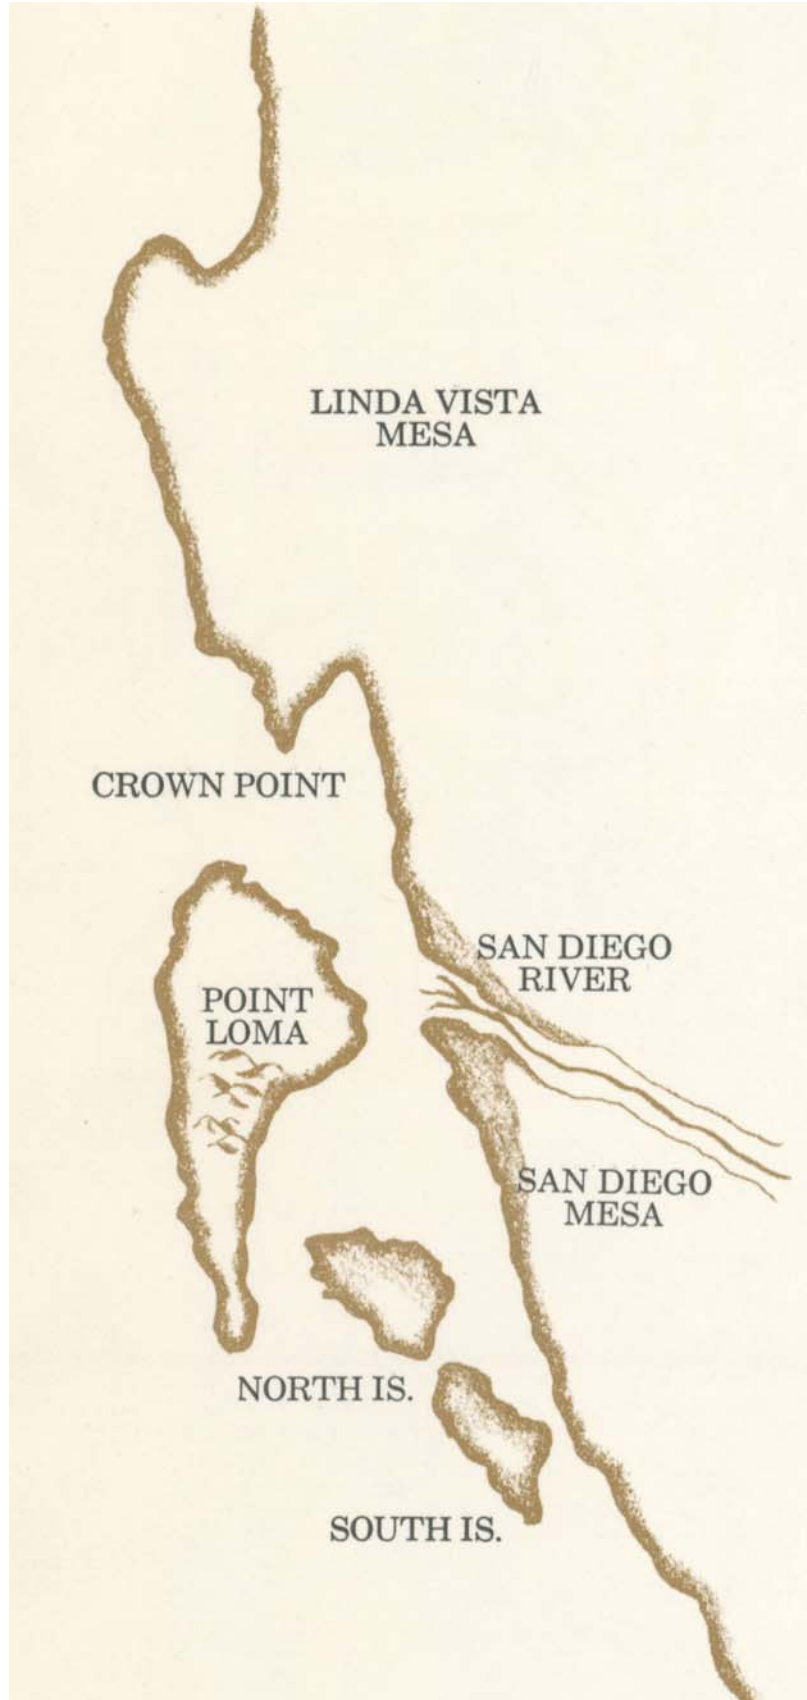 LINDA VISTA
MESA
CROWN POINT
SAN DIEGO
RIVER
POINT
LOMA
SAN DIEGO
MESA
NORTH IS.
SOUTH IS.